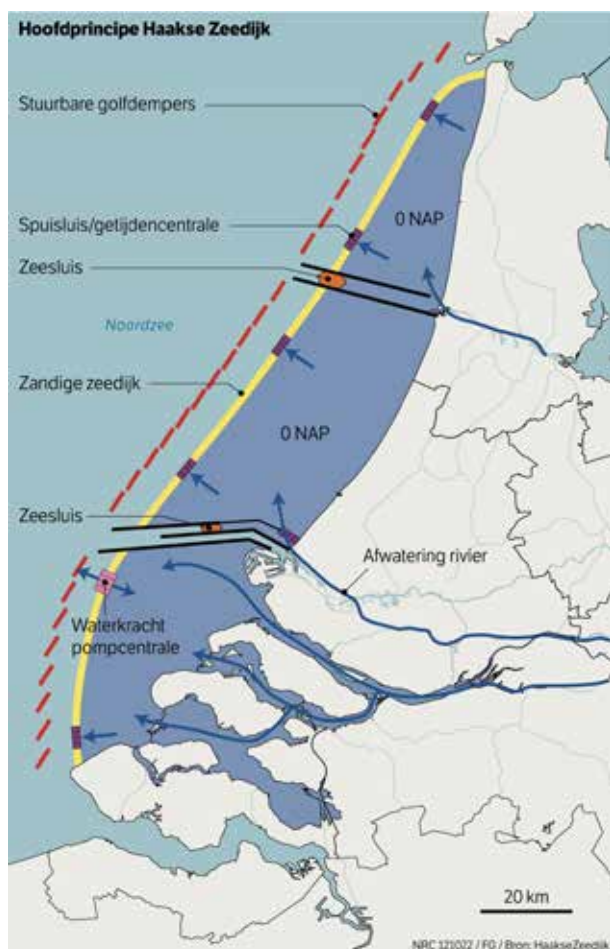 Hoofdprincipe Haakse Zeedijk
Stuurbare golfdempers
0 NAP
Spuisluis/getijdencentrale
Zeesluis
Noordzee
Zandige zeedijk
0 NAP
Zeesluis
Afwatering rivier
Waterkracht
pompcentrale
20 km
NRC 121022 / FG / Bron: HaakseZeedijk